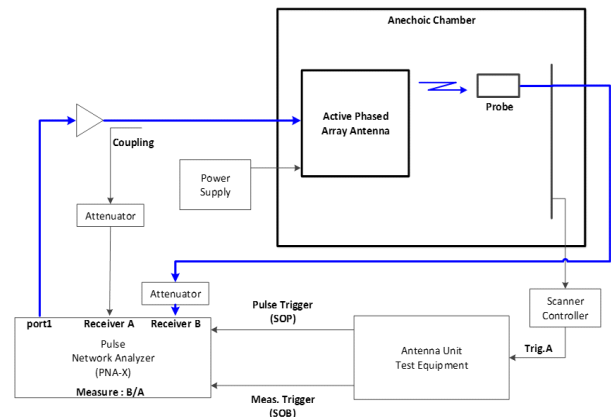 Anechoic Chamber
Active Phased
Array Antenna
Probe
Coupling
Power
Supply
Attenuator
Attenuator
port1
Receiver A
Receiver B
Pulse
Network Analyzer
(PNA-X)
Measure : B/A
Pulse Trigger
(SOP)
Meas. Trigger
(SOB)
Antenna Unit
Test Equipment
Trig.A
Scanner
Controller